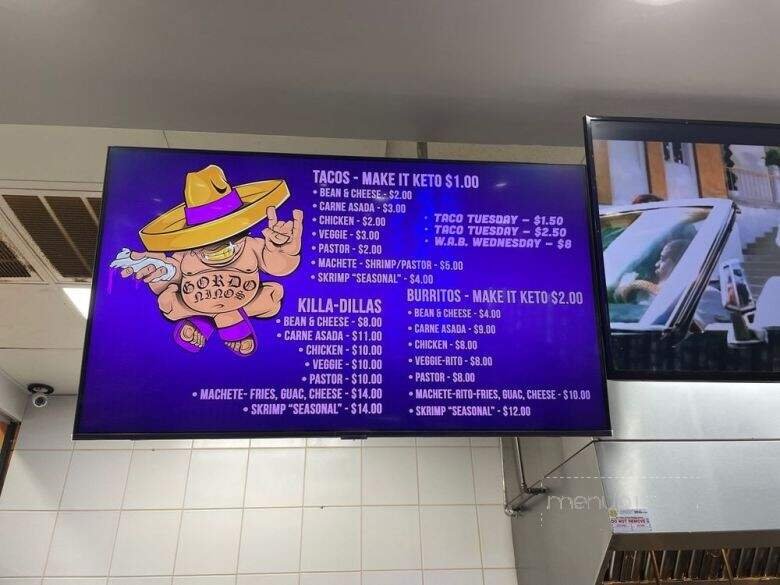 TACOS - MAKE IT KETO $1.00
• BEAN & CHEESE - $2.00
• CARNE ASADA - $3.00
• CHICKEN - $2.00
• VEGGIE - $3.00
• PASTOR - $2.00
• MACHETE - SHRIMP/PASTOR - $5.00
• SKRIMP "SEASONAL" - $4.00
• TACO TUESDAY - $1.50
• TACO TUESDAY - $2.50
• W.A.B. WEDNESDAY - $8
GORDO
NINOS
KILLA-DILLAS
• BEAN & CHEESE - $8.00
• CARNE ASADA - $11.00
• CHICKEN - $10.00
• VEGGIE - $10.00
• PASTOR - $10.00
• MACHETE- FRIES, GUAC, CHEESE - $14.00
• SKRIMP "SEASONAL" - $14.00
BURRITOS - MAKE IT KETO $2.00
• BEAN & CHEESE - $4.00
• CARNE ASADA - $9.00
• CHICKEN - $8.00
• VEGGIE-RITO - $8.00
• PASTOR - $8.00
• MACHETE-RITO-FRIES, GUAC, CHEESE - $10.00
• SKRIMP "SEASONAL" - $12.00
DO NOT REMOVE